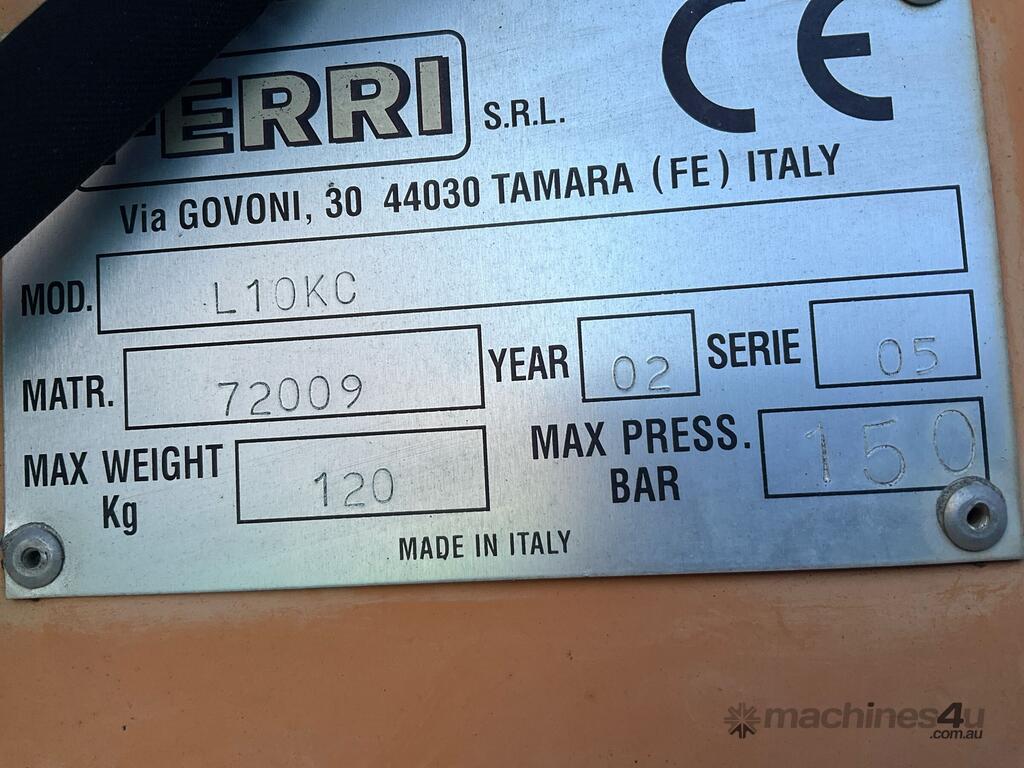 FERRI S.R.L. CE
Via GOVONI, 30 44030 TAMARA (FE) ITALY
MOD. L10KC
MATR. 72009 YEAR 02 SERIE 05
MAX WEIGHT Kg 120 MAX PRESS. BAR 150
MADE IN ITALY
machines4u
.com.au